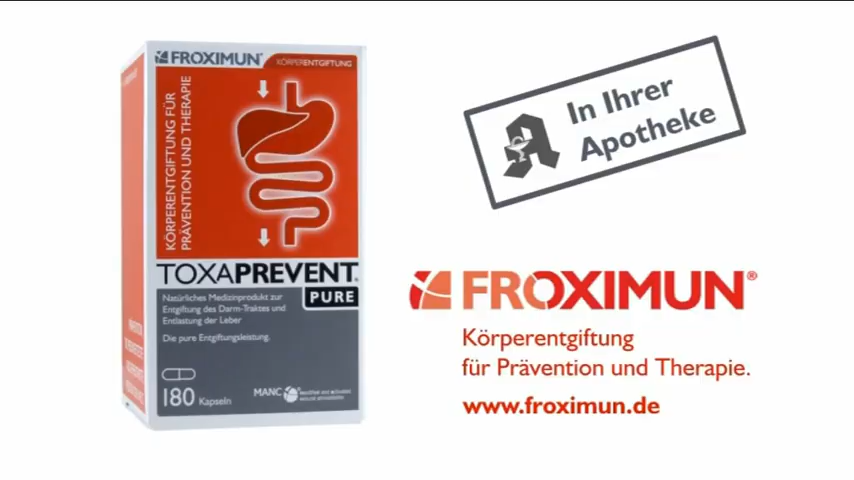 FROXIMUN®
KÖRPERENTGIFTUNG
KÖRPERENTGIFTUNG FÜR
PRÄVENTION UND THERAPIE
TOXAPREVENT®
PURE
Natürliches Medizinprodukt zur
Entgiftung des Darm-Traktes und
Entlastung der Leber
Die pure Entgiftungsleistung.
180 Kapseln
MANC
In Ihrer
Apotheke
FROXIMUN®
Körperentgiftung
für Prävention und Therapie.
www.froximun.de